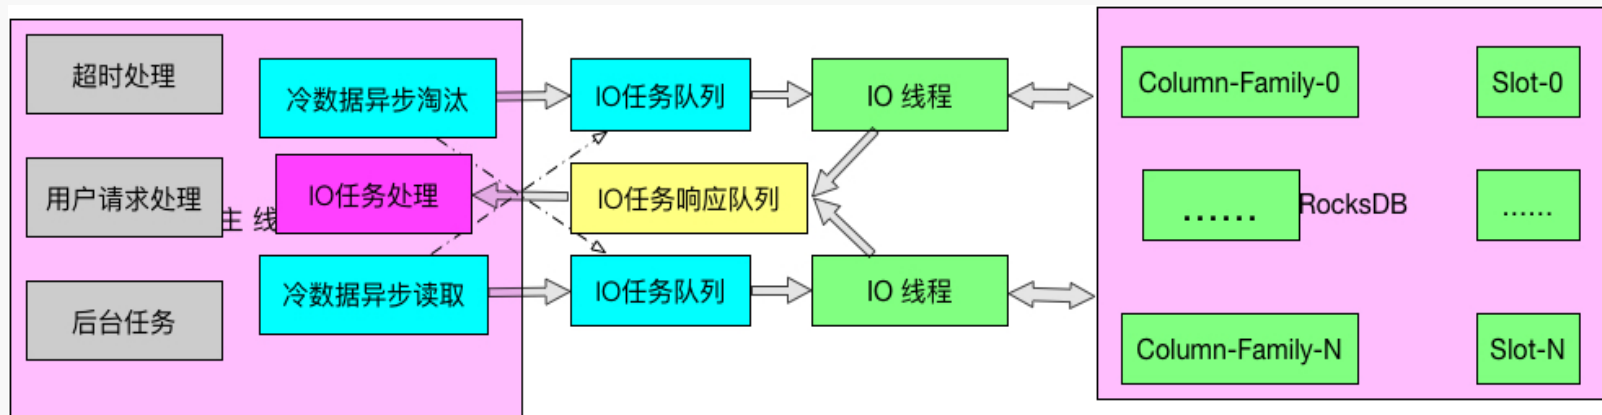 超时处理
冷数据异步淘汰
IO任务队列
IO 线程
Column-Family-0
Slot-0
用户请求处理
主 线
IO任务处理
IO任务响应队列
......
RocksDB
......
后台任务
冷数据异步读取
IO任务队列
IO 线程
Column-Family-N
Slot-N